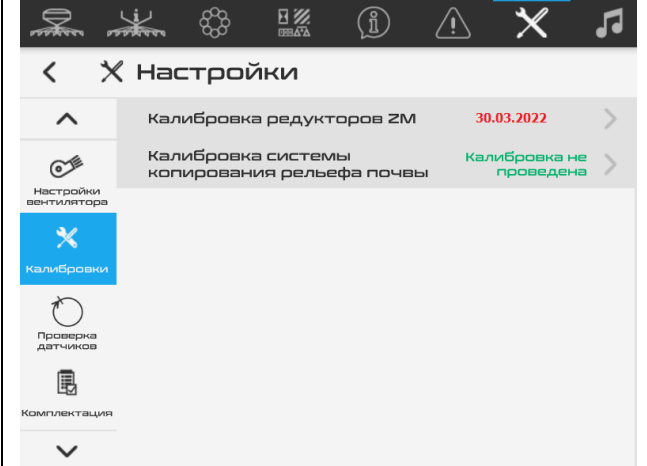 Настройки
Калибровка редукторов ZM
30.03.2022
Калибровка системы
копирования рельефа почвы
Калибровка не
проведена
Настройки
вентилятора
Калибровки
Проверка
датчиков
Комплектация